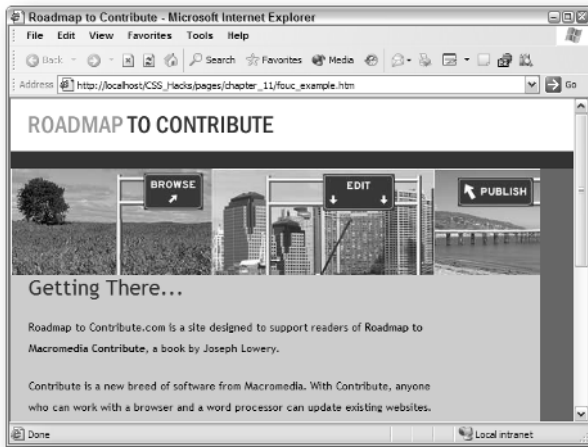 Roadmap to Contribute - Microsoft Internet Explorer
File Edit View Favorites Tools Help
Back Search Favorites Media
Address http://localhost/CSS_Hacks/pages/chapter_11/fouc_example.htm Go
ROADMAP TO CONTRIBUTE
BROWSE EDIT PUBLISH
Getting There...
Roadmap to Contribute.com is a site designed to support readers of Roadmap to
Macromedia Contribute, a book by Joseph Lowery.
Contribute is a new breed of software from Macromedia. With Contribute, anyone
who can work with a browser and a word processor can update existing websites.
Done Local intranet